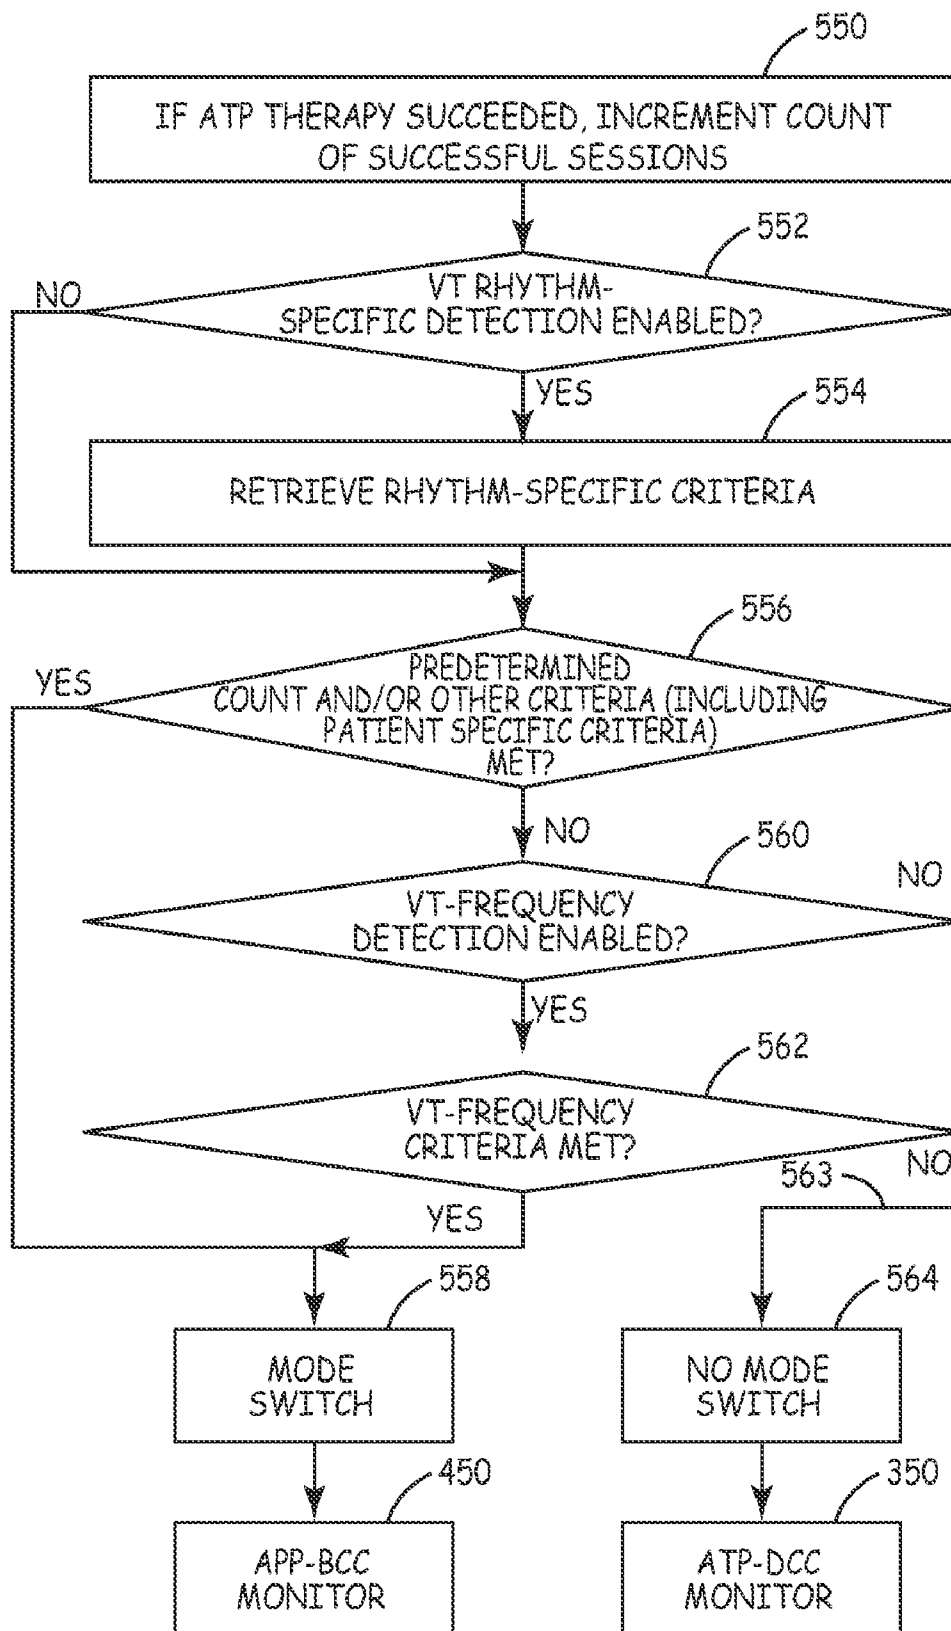 550
IF ATP THERAPY SUCCEEDED, INCREMENT COUNT
OF SUCCESSFUL SESSIONS
552
NO
VT RHYTHM-
SPECIFIC DETECTION ENABLED?
YES
554
RETRIEVE RHYTHM-SPECIFIC CRITERIA
556
YES
PREDETERMINED
COUNT AND/OR OTHER CRITERIA (INCLUDING
PATIENT SPECIFIC CRITERIA)
MET?
NO
560
NO
VT-FREQUENCY
DETECTION ENABLED?
YES
562
VT-FREQUENCY
CRITERIA MET?
NO
563
YES
558
564
MODE
SWITCH
NO MODE
SWITCH
450
350
APP-BCC
MONITOR
ATP-DCC
MONITOR